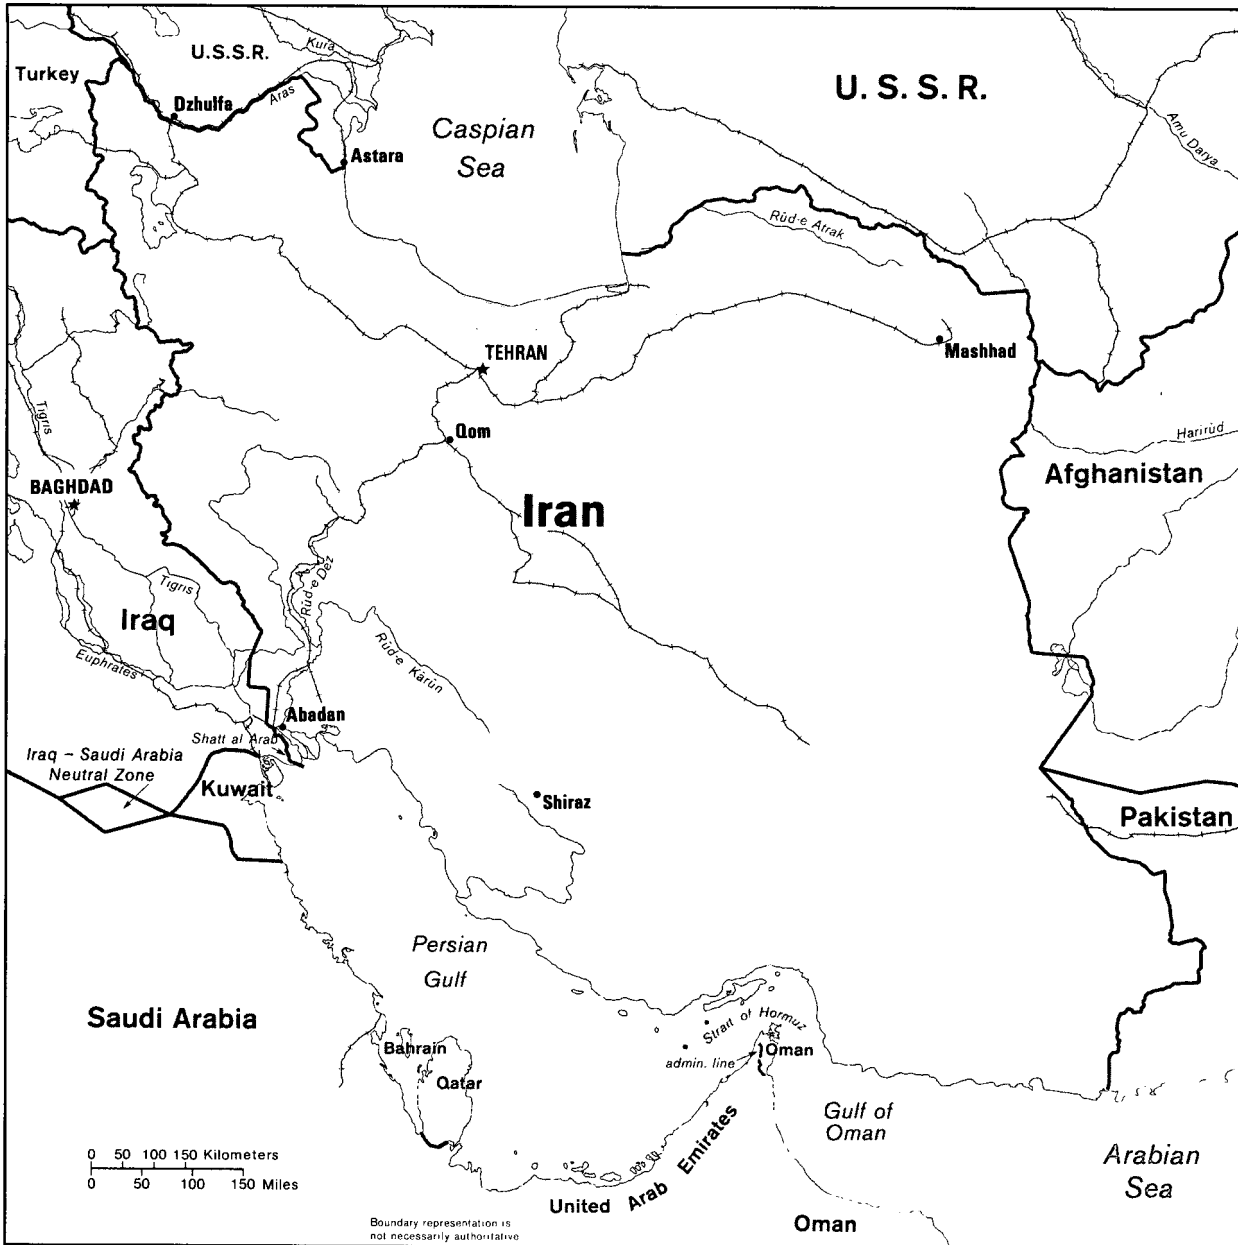 Kura
U.S.S.R.
Turkey
U.S.S.R.
Dzhulfa
Aras
Caspian
Sea
Amu Darya
Astara
Rūd-e Atrak
TEHRAN
Mashhad
Tigris
Qom
Harirūd
BAGHDAD
Afghanistan
Iran
Tigris
Rūd-e Dez
Iraq
Euphrates
Rūd-e Kārūn
Abadan
Shatt al Arab
Iraq – Saudi Arabia
Neutral Zone
Kuwait
Shiraz
Pakistan
Persian
Gulf
Saudi Arabia
Strait of Hormuz
Bahrain
Oman
admin. line
Qatar
Gulf of
Oman
Emirates
Arab
United
Arabian
Sea
0 50 100 150 Kilometers
0 50 100 150 Miles
Oman
Boundary representation is
not necessarily authoritative